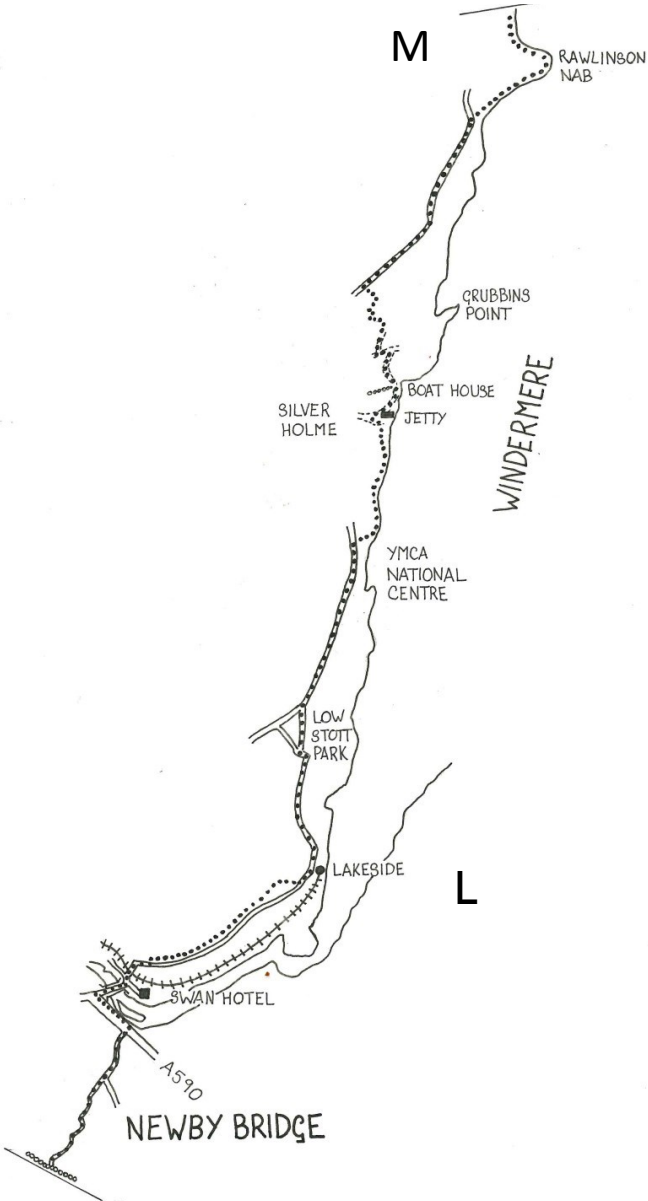 M
RAWLINSON
NAB
GRUBBINS
POINT
BOAT HOUSE
SILVER
HOLME
JETTY
WINDERMERE
YMCA
NATIONAL
CENTRE
LOW
STOTT
PARK
LAKESIDE
L
SWAN HOTEL
A590
NEWBY BRIDGE